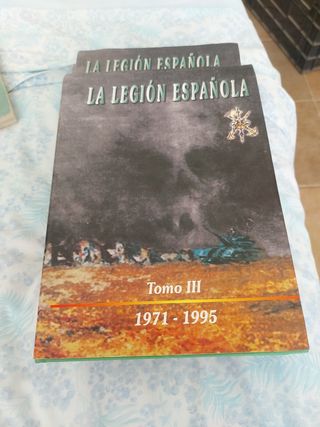 LA LEGIÓN ESPAÑOLA
LA LEGIÓN ESPAÑOLA
Tomo III
1971 - 1995